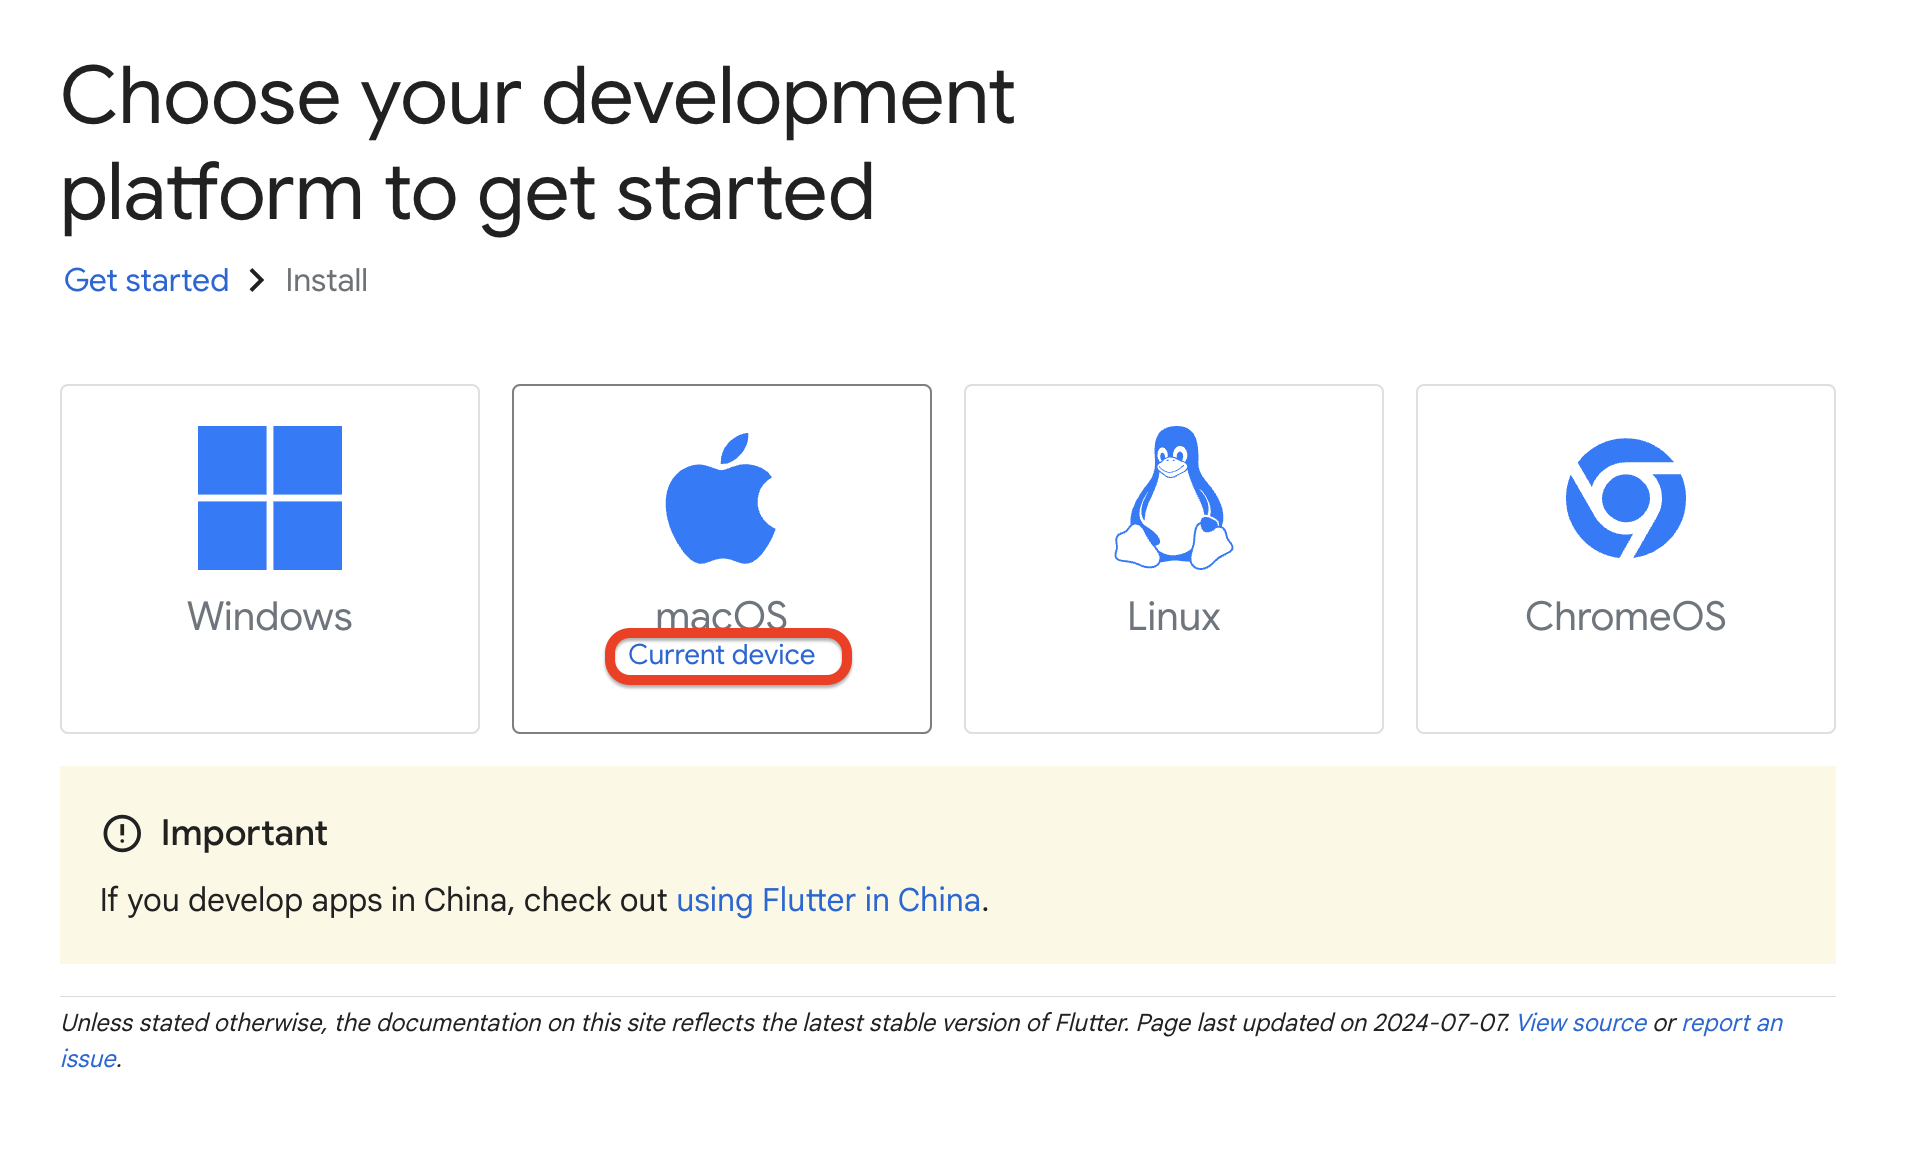 Choose your development
platform to get started
Get started > Install
Windows
macOS
Current device
Linux
ChromeOS
Important
If you develop apps in China, check out using Flutter in China.
Unless stated otherwise, the documentation on this site reflects the latest stable version of Flutter. Page last updated on 2024-07-07. View source or report an
issue.